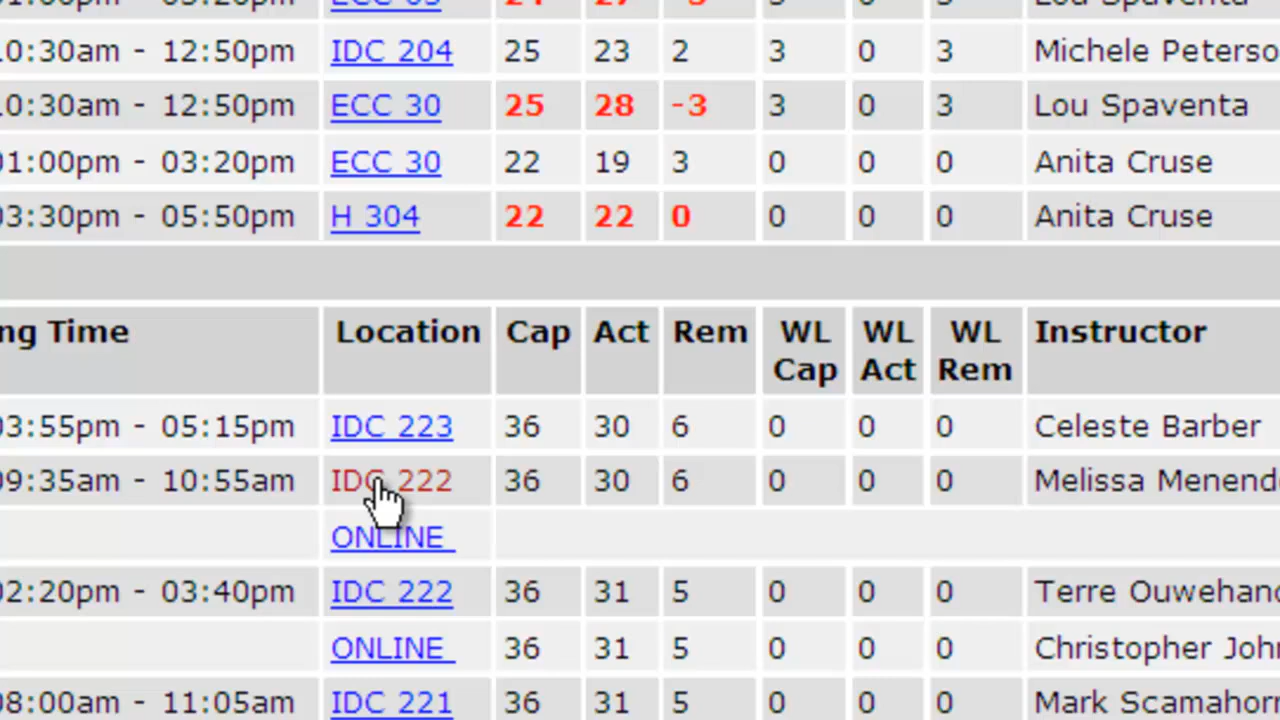 10:30am - 12:50pm IDC 204 25 23 2 3 0 3 Michele Peterso
10:30am - 12:50pm ECC 30 25 28 -3 3 0 3 Lou Spaventa
01:00pm - 03:20pm ECC 30 22 19 3 0 0 0 Anita Cruse
03:30pm - 05:50pm H 304 22 22 0 0 0 0 Anita Cruse
ng Time Location Cap Act Rem WL Cap WL Act WL Rem Instructor
03:55pm - 05:15pm IDC 223 36 30 6 0 0 0 Celeste Barber
09:35am - 10:55am IDC 222 36 30 6 0 0 0 Melissa Menend
ONLINE
02:20pm - 03:40pm IDC 222 36 31 5 0 0 0 Terre Ouwehand
ONLINE 36 31 5 0 0 0 Christopher John
08:00am - 11:05am IDC 221 36 31 5 0 0 0 Mark Scamahorn